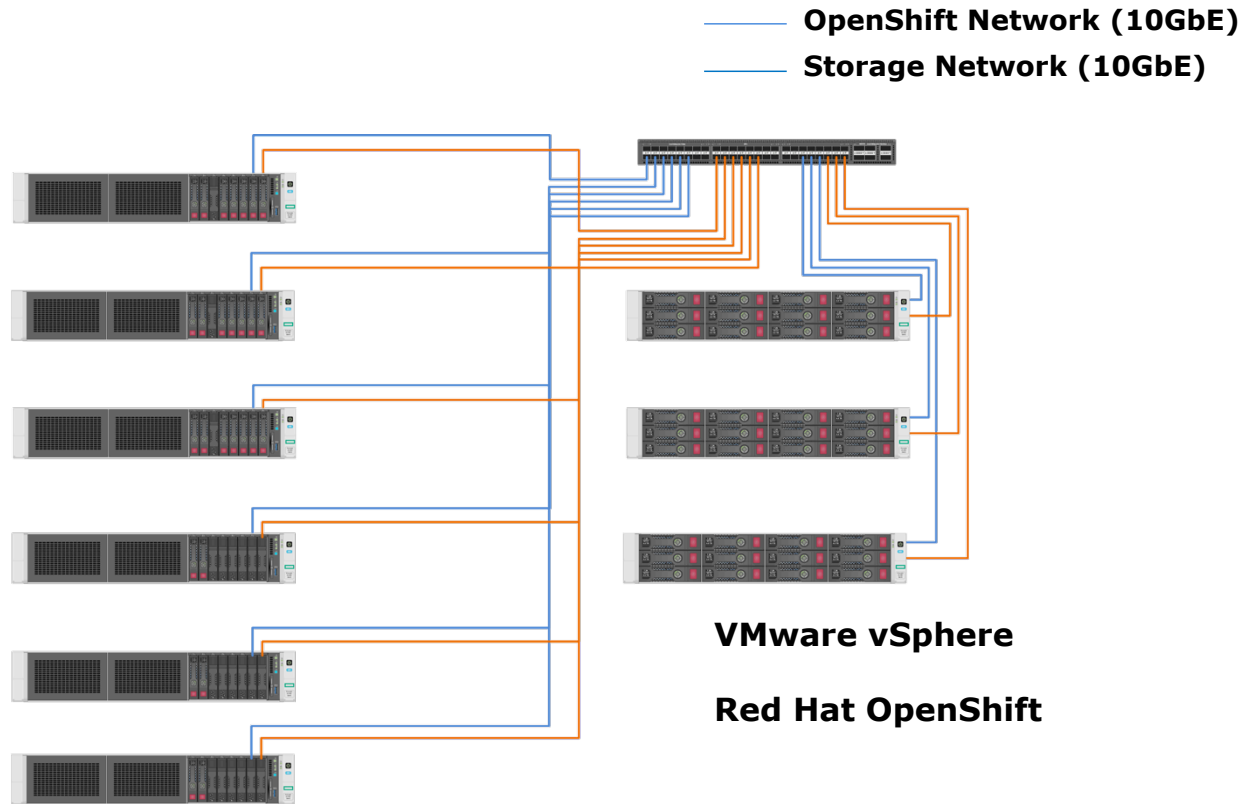 OpenShift Network (10GbE)
Storage Network (10GbE)
VMware vSphere
Red Hat OpenShift